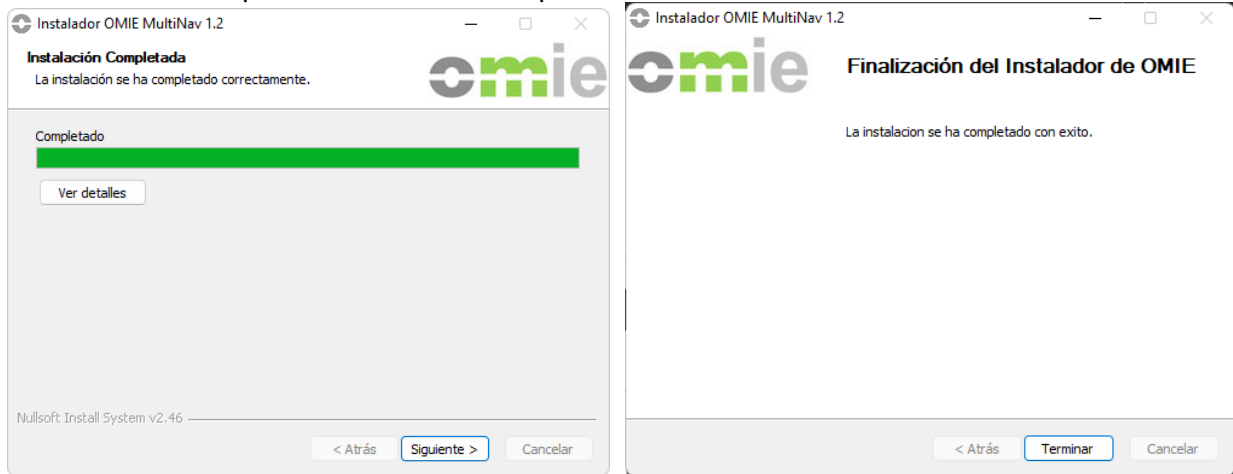 Instalador OMIE MultiNav 1.2
Instalación Completada
La instalación se ha completado correctamente.
omie
Completado
Ver detalles
Nullsoft Install System v2.46
< Atrás
Siguiente >
Cancelar
Instalador OMIE MultiNav 1.2
omie
Finalización del Instalador de OMIE
La instalacion se ha completado con exito.
< Atrás
Terminar
Cancelar